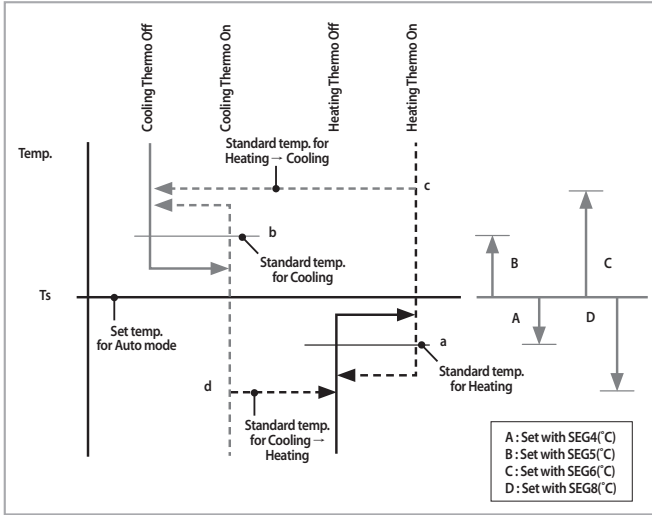 Cooling Thermo Off
Cooling Thermo On
Heating Thermo Off
Heating Thermo On
Temp.
Standard temp. for
Heating → Cooling
c
b
Standard temp.
for Cooling
B
C
Ts
Set temp.
for Auto mode
A
D
a
Standard temp.
for Heating
d
Standard temp.
for Cooling →
Heating
A : Set with SEG4(˚C)
B : Set with SEG5(˚C)
C : Set with SEG6(˚C)
D : Set with SEG8(˚C)